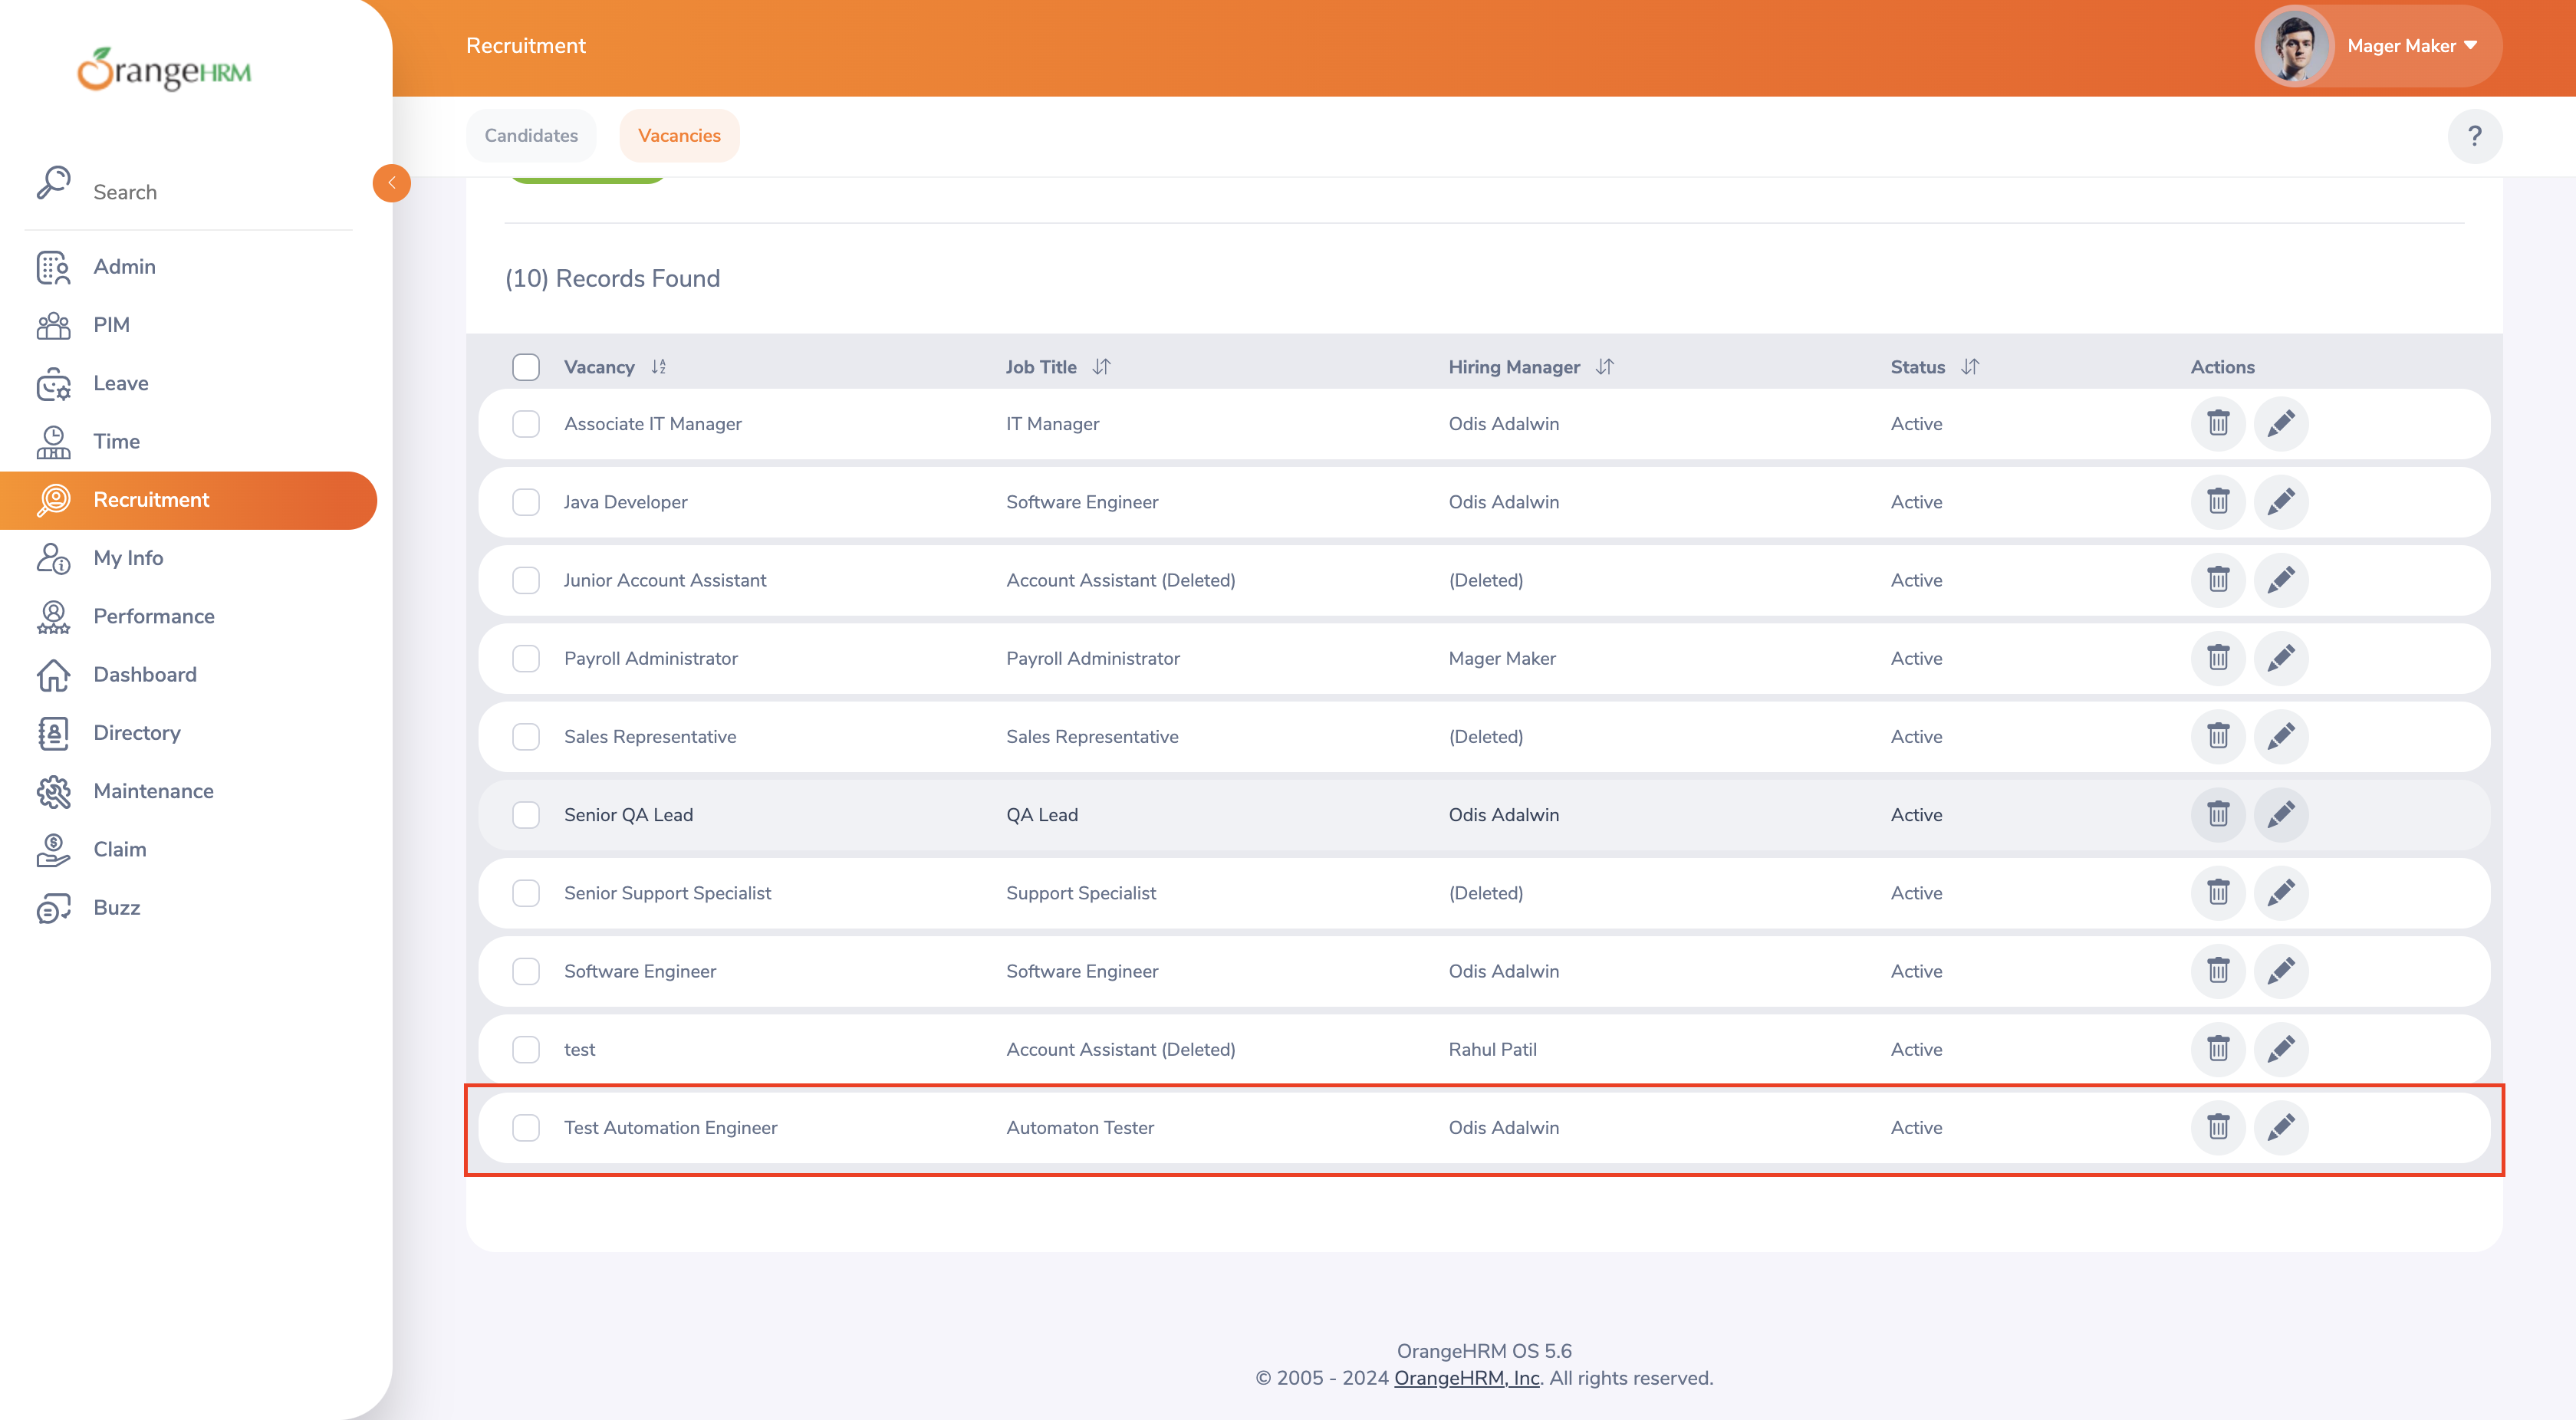 OrangeHRM
Recruitment
Mager Maker
Candidates
Vacancies
?
Search
Admin
PIM
Leave
Time
Recruitment
My Info
Performance
Dashboard
Directory
Maintenance
Claim
Buzz
(10) Records Found
Vacancy Job Title Hiring Manager Status Actions
Associate IT Manager IT Manager Odis Adalwin Active
Java Developer Software Engineer Odis Adalwin Active
Junior Account Assistant Account Assistant (Deleted) (Deleted) Active
Payroll Administrator Payroll Administrator Mager Maker Active
Sales Representative Sales Representative (Deleted) Active
Senior QA Lead QA Lead Odis Adalwin Active
Senior Support Specialist Support Specialist (Deleted) Active
Software Engineer Software Engineer Odis Adalwin Active
test Account Assistant (Deleted) Rahul Patil Active
Test Automation Engineer Automaton Tester Odis Adalwin Active
OrangeHRM OS 5.6
© 2005 - 2024 OrangeHRM, Inc. All rights reserved.